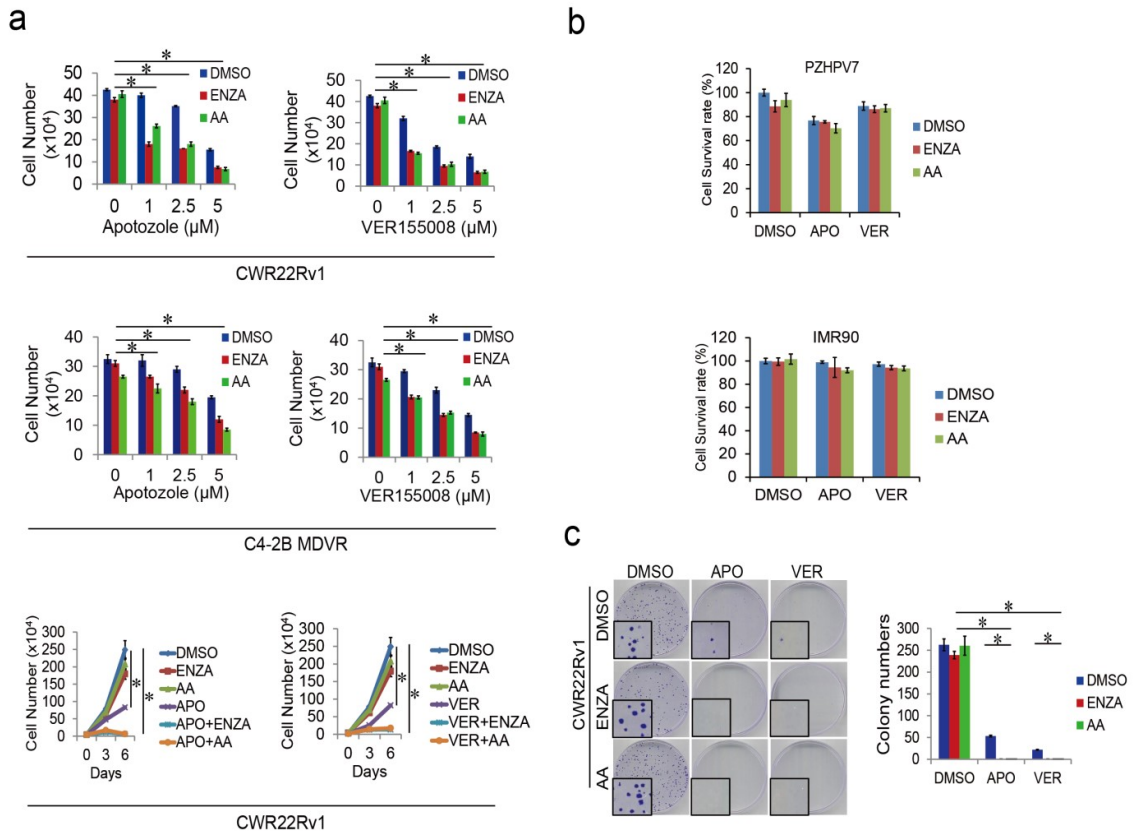 a
Cell Number
(x10⁴)
50
40
30
20
10
0
* * *
DMSO
ENZA
AA
0 1 2.5 5
Apotozole (µM)
Cell Number
(x10⁴)
50
40
30
20
10
0
* * *
DMSO
ENZA
AA
0 1 2.5 5
VER155008 (µM)
CWR22Rv1
Cell Number
(x10⁴)
40
30
20
10
0
* * *
DMSO
ENZA
AA
0 1 2.5 5
Apotozole (µM)
Cell Number
(x10⁴)
40
30
20
10
0
* * *
DMSO
ENZA
AA
0 1 2.5 5
VER155008 (µM)
C4-2B MDVR
Cell Number (x10⁴)
300
250
200
150
100
50
0
* *
DMSO
ENZA
AA
APO
APO+ENZA
APO+AA
0 3 6
Days
Cell Number (x10⁴)
300
250
200
150
100
50
0
* *
DMSO
ENZA
AA
VER
VER+ENZA
VER+AA
0 3 6
Days
CWR22Rv1
b
PZHPV7
Cell Survival rate (%)
120
100
80
60
40
20
0
DMSO
ENZA
AA
DMSO APO VER
IMR90
Cell Survival rate (%)
120
100
80
60
40
20
0
DMSO
ENZA
AA
DMSO APO VER
c
DMSO APO VER
CWR22Rv1
DMSO
ENZA
AA
Colony numbers
300
250
200
150
100
50
0
* * * *
DMSO
ENZA
AA
DMSO APO VER